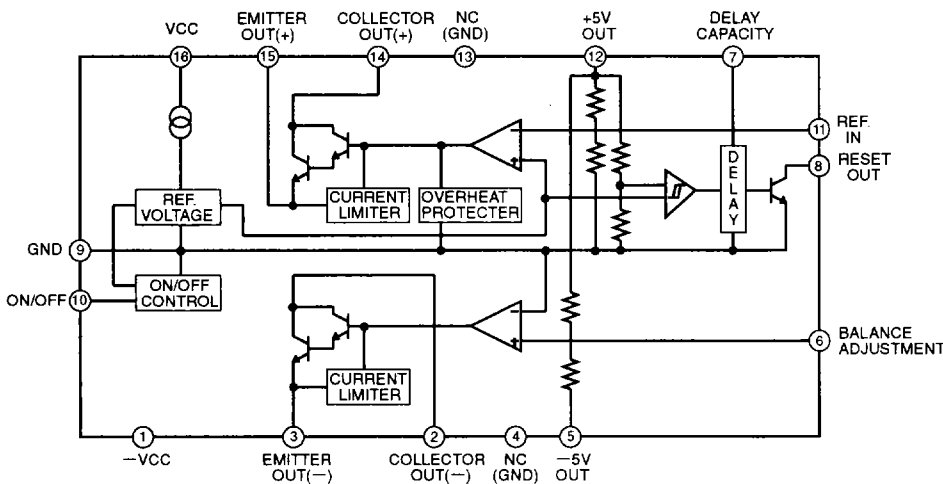 VCC
EMITTER
OUT(+)
COLLECTOR
OUT(+)
NC
(GND)
+5V
OUT
DELAY
CAPACITY
16
15
14
13
12
7
11
REF.
IN
8
RESET
OUT
DELAY
CURRENT
LIMITER
OVERHEAT
PROTECTER
REF.
VOLTAGE
GND
9
ON/OFF
10
ON/OFF
CONTROL
6
BALANCE
ADJUSTMENT
CURRENT
LIMITER
1
3
2
4
5
—VCC
EMITTER
OUT(—)
COLLECTOR
OUT(—)
NC
(GND)
—5V
OUT